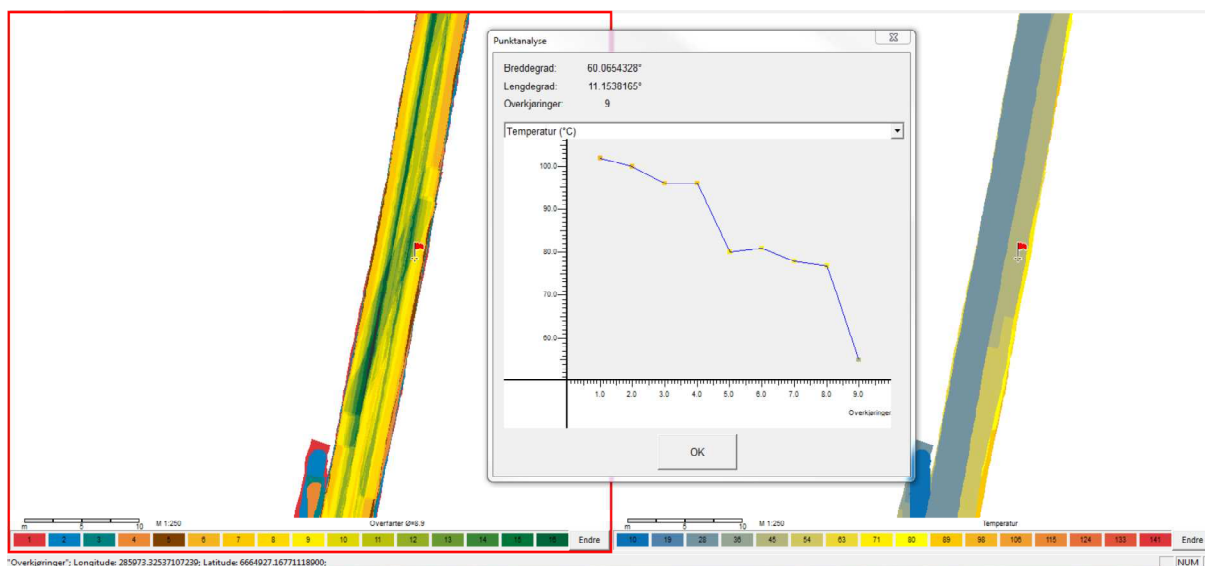 Punktanalyse
Breddegrad: 60.0654328°
Lengdegrad: 11.1538165°
Overkjøringer: 9
Temperatur (°C)
100.0
90.0
80.0
70.0
60.0
1.0 2.0 3.0 4.0 5.0 6.0 7.0 8.0 9.0
Overkjøringer
OK
m 5 10 M 1:250 Overfarter Ø=8.9
1 2 3 4 5 6 7 8 9 10 11 12 13 14 15 16 Endre
m 5 10 M 1:250 Temperatur
10 19 28 36 45 54 63 71 80 89 98 106 115 124 133 141 Endre
"Overkjøringer"; Longitude: 285973.32537107239; Latitude: 6664927.16771118900;
NUM